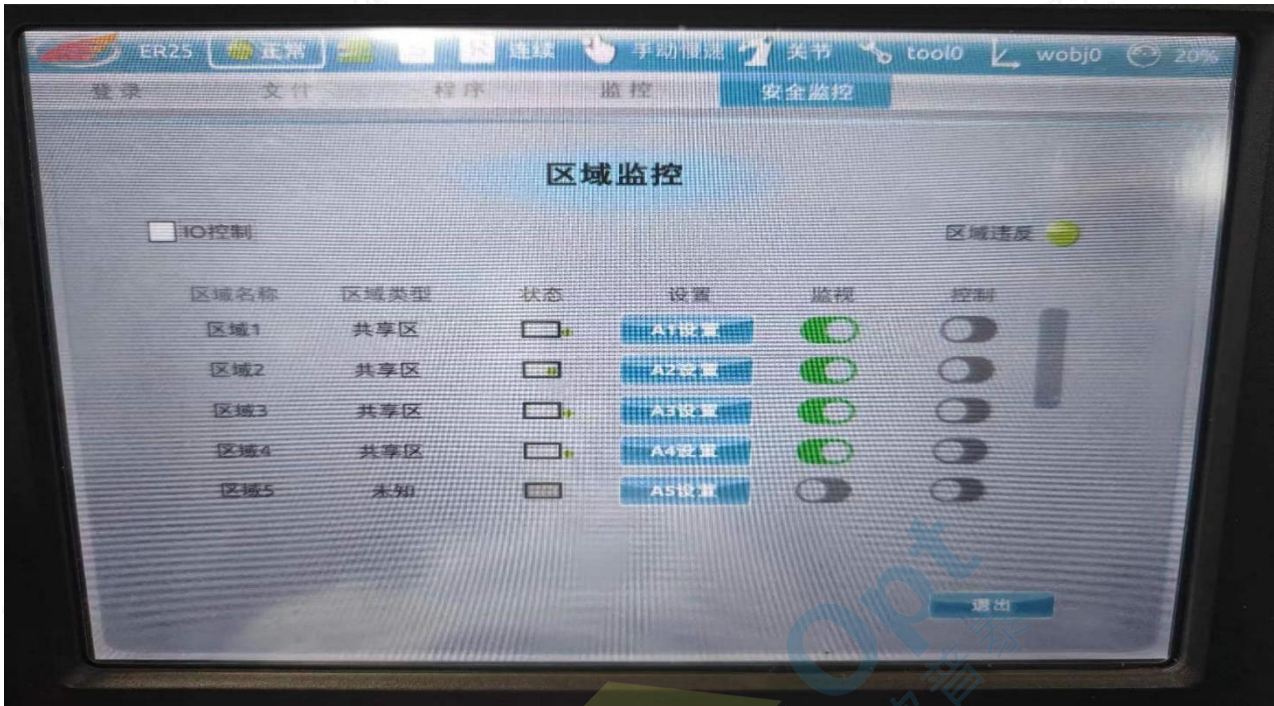 ER25 正常 连续 手动慢速 关节 tool0 wobj0 20%
登录 文件 程序 监控 安全监控
区域监控
IO控制 区域违反
区域名称 区域类型 状态 设置 监视 控制
区域1 共享区 A1设置
区域2 共享区 A2设置
区域3 共享区 A3设置
区域4 共享区 A4设置
区域5 未知 A5设置
退出
Opt